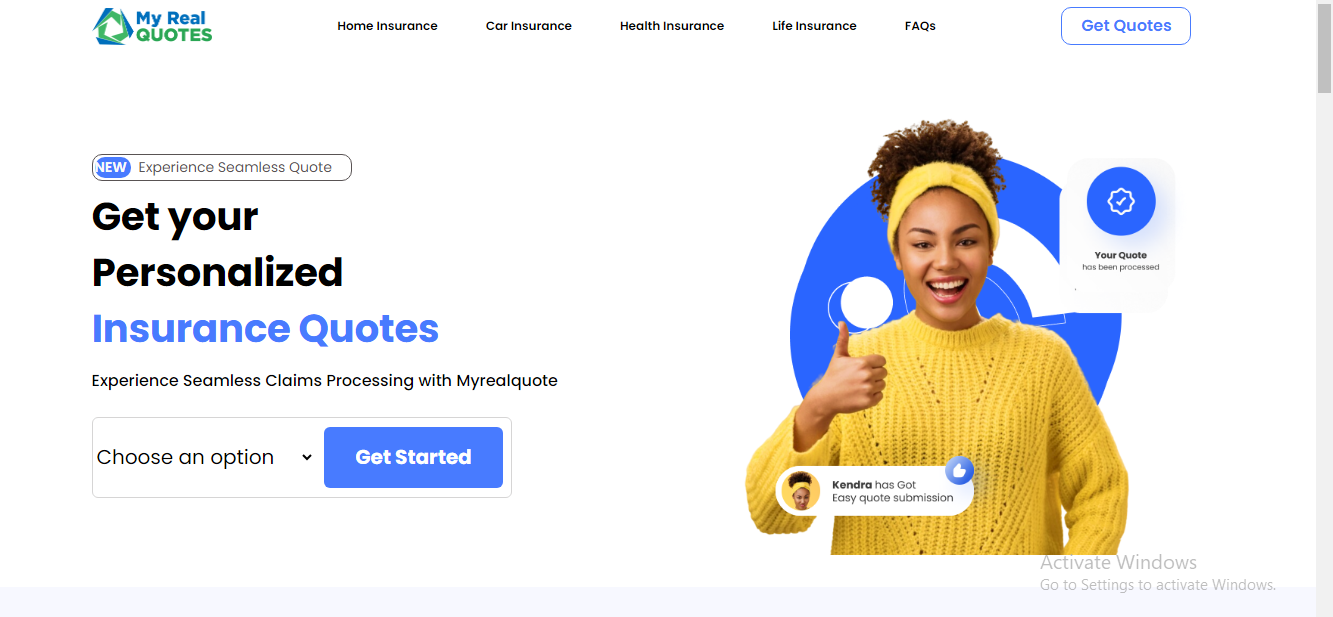 My Real
QUOTES
Home Insurance
Car Insurance
Health Insurance
Life Insurance
FAQs
Get Quotes
NEW Experience Seamless Quote
Get your
Personalized
Insurance Quotes
Experience Seamless Claims Processing with Myrealquote
Choose an option
Get Started
Your Quote
has been processed
Kendra has Got
Easy quote submission
Activate Windows
Go to Settings to activate Windows.